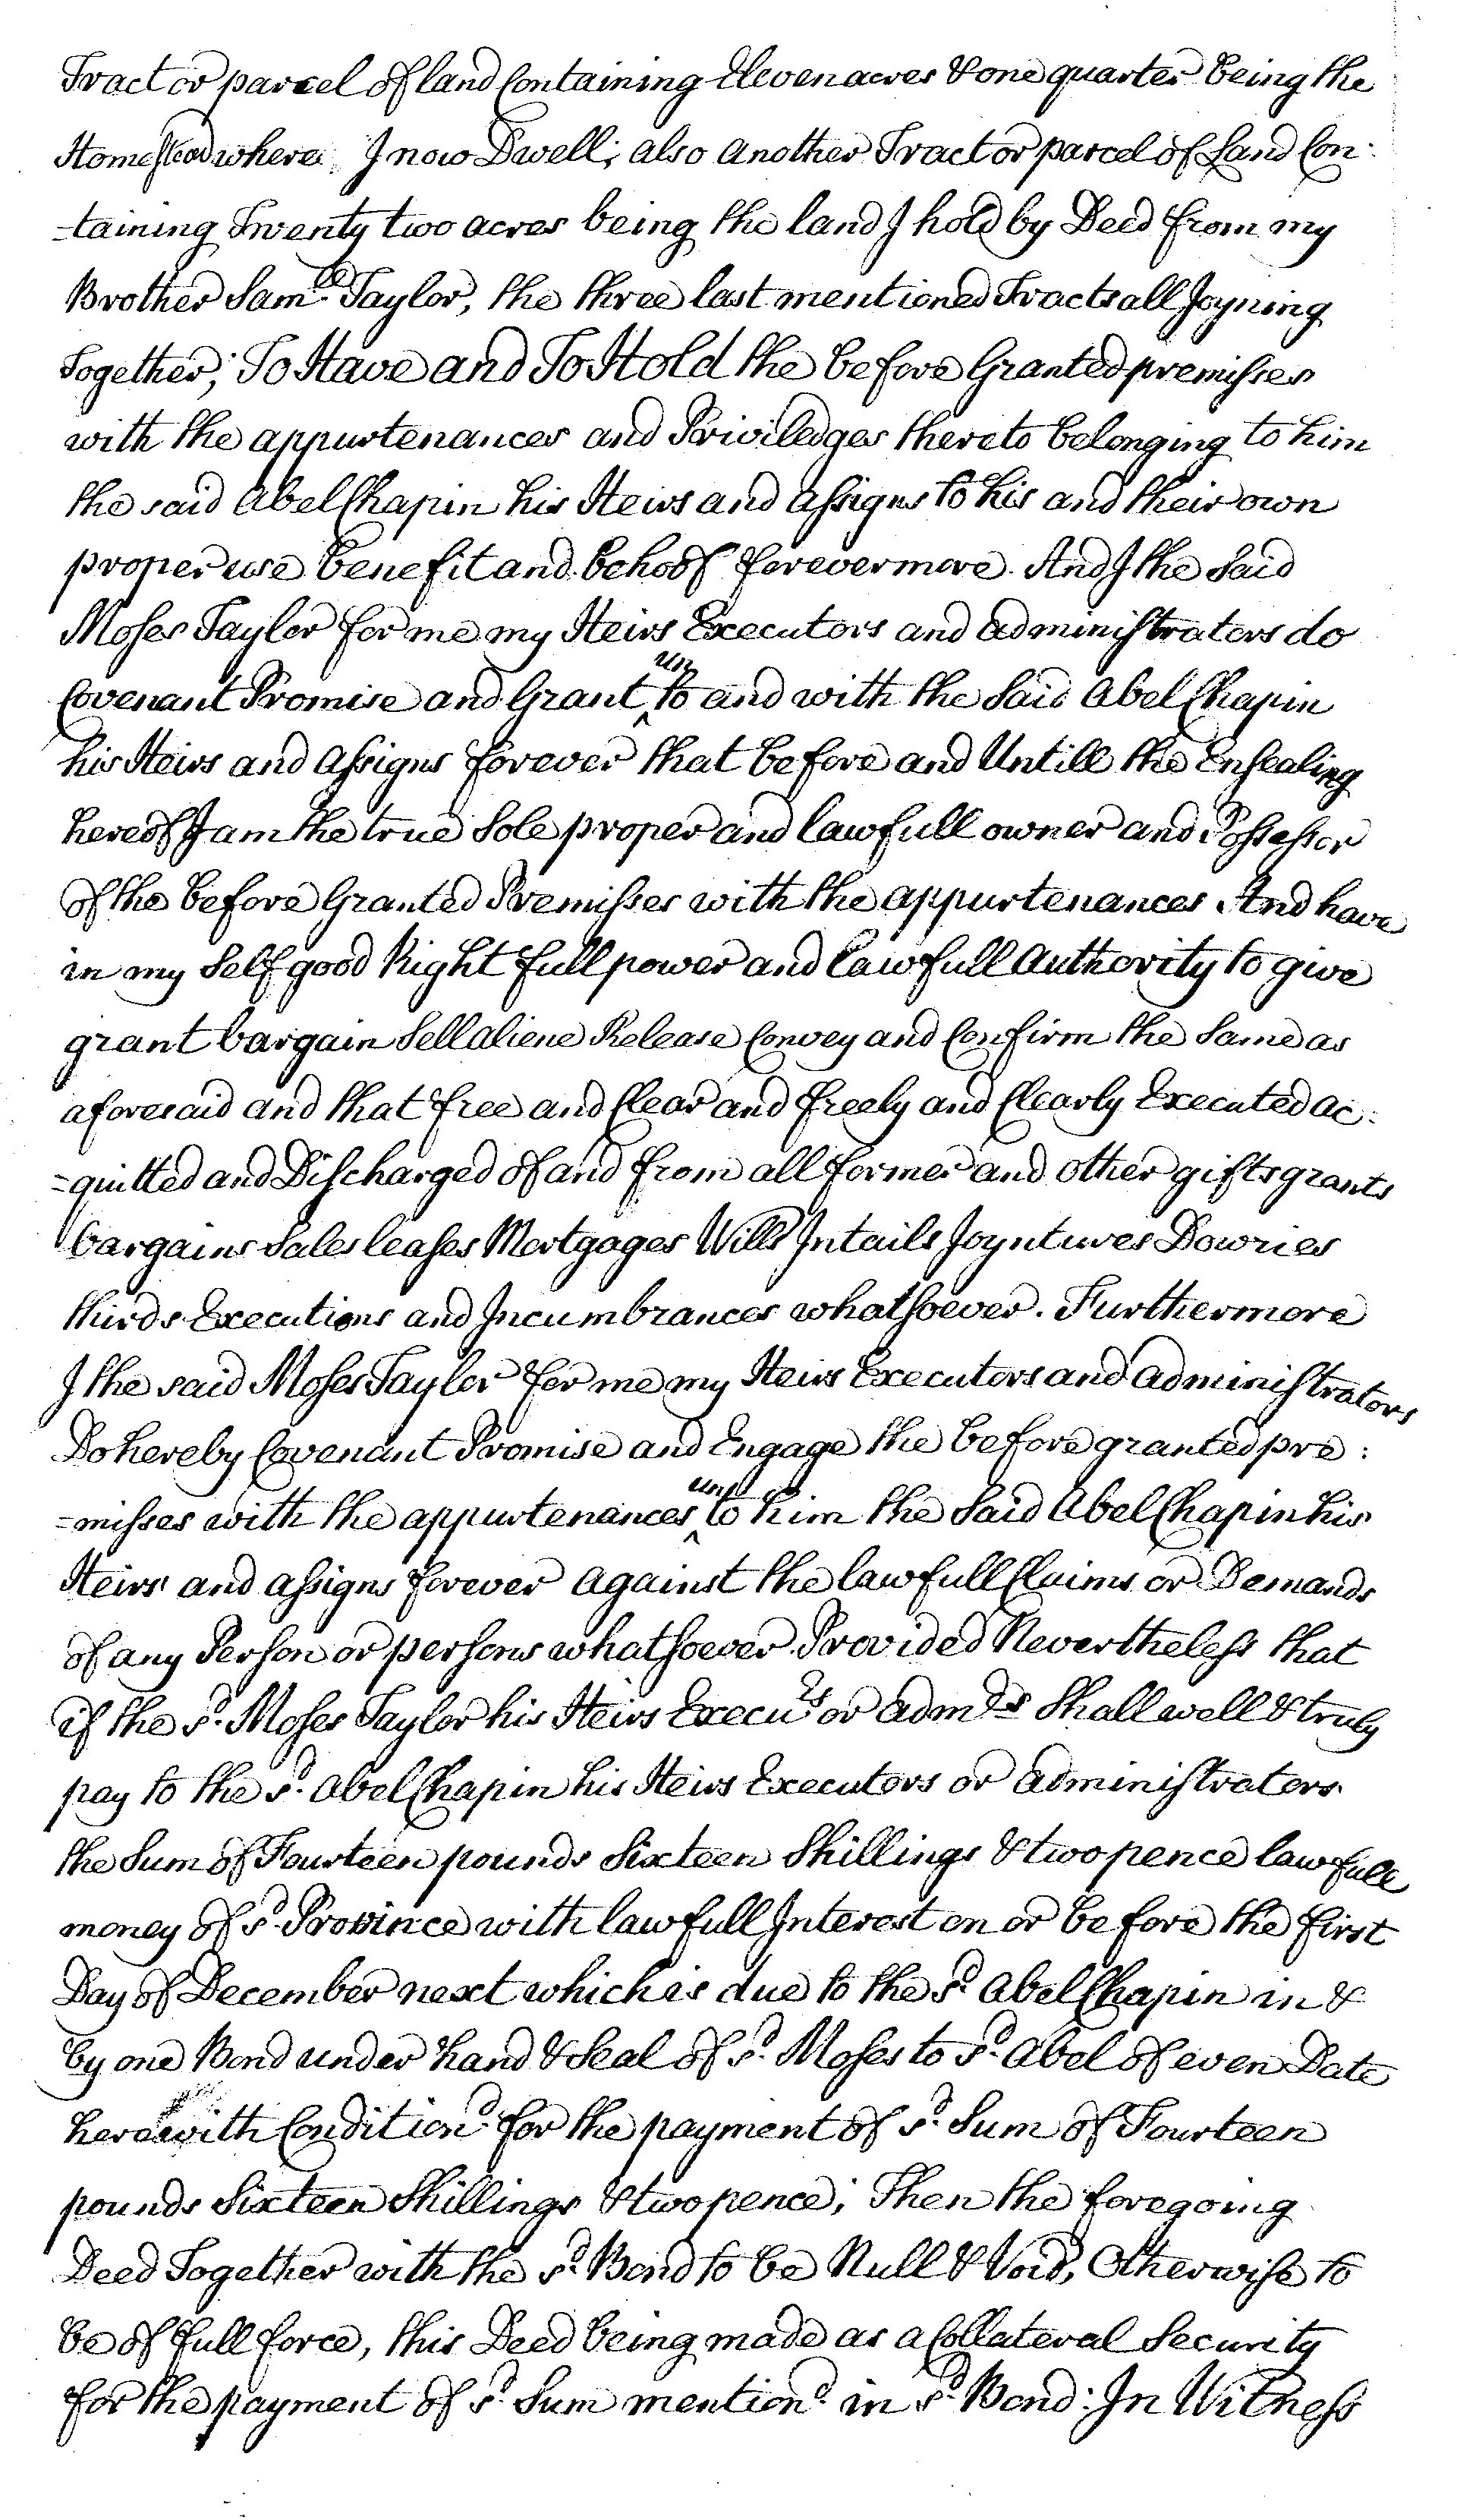 Tract or parcel of land Containing Eleven acres & one quarter being the
Homestead where I now Dwell; also Another Tract or parcel of Land Con:
=taining Twenty two acres being the land I hold by Deed from my
Brother Samll Taylor, the three last mentioned Tracts all Joyning
Together; To Have and To Hold the before Granted premisses
with the appurtenances and Priviledges thereto belonging to him
the said Abel Chapin his Heirs and assigns to his and their own
proper use benefit and behoof forevermore. And I the Said
Moses Taylor for me my Heirs Executors and administrators do
Covenant Promise and Grant unto and with the Said Abel Chapin
his Heirs and assigns forever that before and Untill the Ensealing
hereof I am the true Sole proper and lawfull owner and Possessor
of the before Granted Premisses with the appurtenances And have
in my Self good Right full power and lawfull Authority to give
grant bargain Sell aliene Release Convey and Confirm the Same as
aforesaid and that free and Clear and freely and Clearly Executed ac:
=quitted and Discharged of and from all former and other gifts grants
bargains Sales leases Mortgages Wills Intails Joyntures Dowries
thirds Executions and Incumbrances whatsoever. Furthermore
I the said Moses Taylor for me my Heirs Executors and administrators
Do hereby Covenant Promise and Engage the before granted pre:
=misses with the appurtenances unto him the Said Abel Chapin his
Heirs and assigns forever against the lawfull Claims or Demands
of any Person or persons whatsoever. Provided Nevertheless that
if the sd. Moses Taylor his Heirs Execurs or admrs Shall well & truly
pay to the sd. Abel Chapin his Heirs Executors or administrators
the Sum of Fourteen pounds Sixteen Shillings & two pence lawfull
money of sd. Province with lawfull Interest on or before the first
Day of December next which is due to the sd. Abel Chapin in &
by one Bond under hand & Seal of sd. Moses to sd. Abel of even Date
herewith Conditiond for the payment of sd. Sum of Fourteen
pounds Sixteen Shillings & two pence; Then the foregoing
Deed Together with the sd. Bond to be Null & Void, Otherwise to
be of full force, this Deed being made as a Collateral Security
for the payment of sd. Sum mentiond. in sd. Bond: In Witness